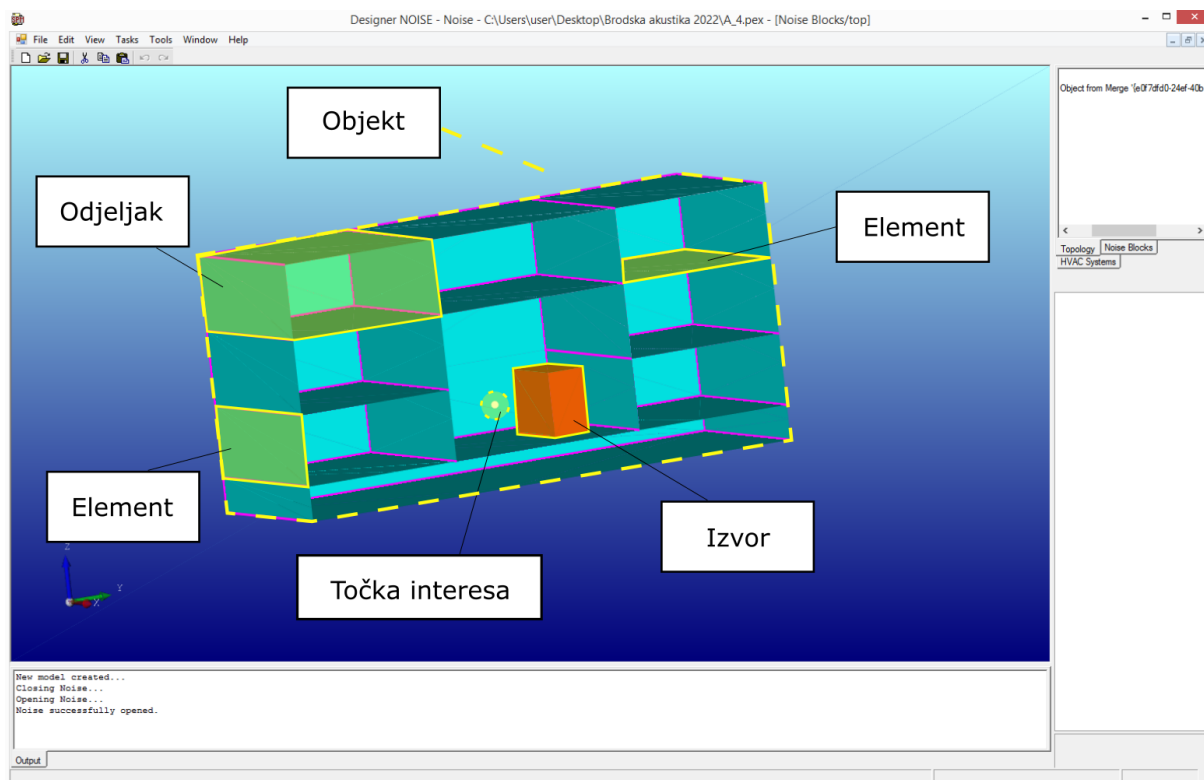 Designer NOISE - Noise - C:\Users\user\Desktop\Brodska akustika 2022\A_4.pex - [Noise Blocks/top]
File Edit View Tasks Tools Window Help
Objekt
Odjeljak
Element
Element
Izvor
Točka interesa
Z
Y
X
Object from Merge '{e0f7dfd0-24ef-40b
Topology Noise Blocks
HVAC Systems
New model created...
Closing Noise...
Opening Noise...
Noise successfully opened.
Output